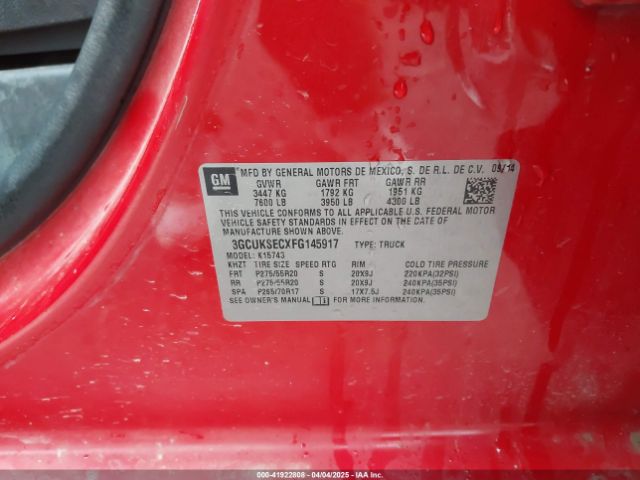 GM
MFD BY GENERAL MOTORS DE MEXICO, S. DE R.L. DE C.V. 09/14
GVWR GAWR FRT GAWR RR
3447 KG 1792 KG 1951 KG
7600 LB 3950 LB 4300 LB
THIS VEHICLE CONFORMS TO ALL APPLICABLE U.S. FEDERAL MOTOR
VEHICLE SAFETY STANDARDS IN EFFECT ON THE DATE OF
MANUFACTURE SHOWN ABOVE.
3GCUKSECXFG145917 TYPE: TRUCK
MODEL: K15743
KHZT TIRE SIZE SPEED RTG RIM COLD TIRE PRESSURE
FRT P275/55R20 S 20X9J 220KPA(32PSI)
RR P275/55R20 S 20X9J 240KPA(35PSI)
SPA P265/70R17 S 17X7.5J 240KPA(35PSI)
SEE OWNER'S MANUAL FOR MORE INFORMATION.
000-41922808 - 04/04/2025 - IAAI.COM